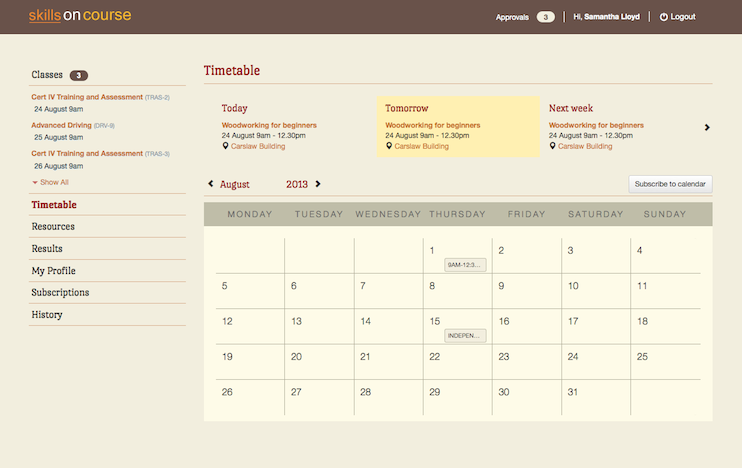 skillsoncourse
Approvals 3 Hi, Samantha Lloyd Logout
Classes 3
Cert IV Training and Assessment (TRAS-2)
24 August 9am
Advanced Driving (DRV-9)
25 August 9am
Cert IV Training and Assessment (TRAS-3)
26 August 9am
Show All
Timetable
Resources
Results
My Profile
Subscriptions
History
Timetable
Today
Woodworking for beginners
24 August 9am - 12.30pm
Carslaw Building
Tomorrow
Woodworking for beginners
24 August 9am - 12.30pm
Carslaw Building
Next week
Woodworking for beginners
24 August 9am - 12.30pm
Carslaw Building
August 2013 Subscribe to calendar
MONDAY TUESDAY WEDNESDAY THURSDAY FRIDAY SATURDAY SUNDAY
1 2 3 4
9AM-12:3...
5 6 7 8 9 10 11
12 13 14 15 16 17 18
INDEPEN...
19 20 21 22 23 24 25
26 27 28 29 30 31